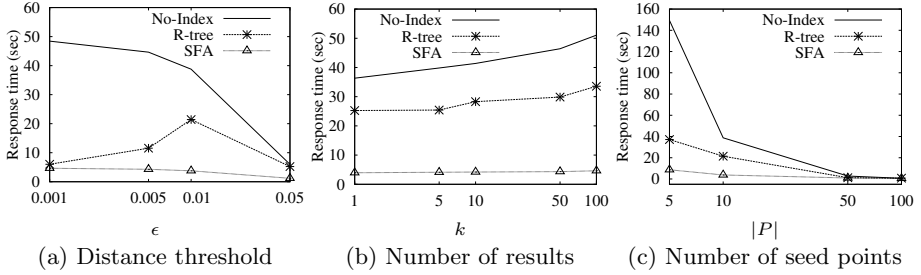 Response time (sec)
60
50
40
30
20
10
0
0.001
0.005
0.01
0.05
No-Index
R-tree
SFA
ϵ
(a) Distance threshold
Response time (sec)
60
50
40
30
20
10
0
1
5
10
50
100
No-Index
R-tree
SFA
k
(b) Number of results
Response time (sec)
160
140
120
100
80
60
40
20
0
5
10
50
100
No-Index
R-tree
SFA
|P|
(c) Number of seed points